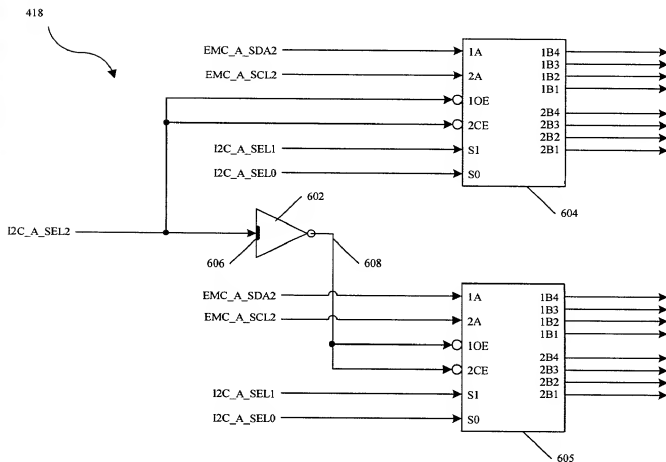 418
EMC_A_SDA2
EMC_A_SCL2
I2C_A_SEL1
I2C_A_SEL0
1A
2A
1OE
2CE
S1
S0
1B4
1B3
1B2
1B1
2B4
2B3
2B2
2B1
604
602
I2C_A_SEL2
606
608
EMC_A_SDA2
EMC_A_SCL2
I2C_A_SEL1
I2C_A_SEL0
1A
2A
1OE
2CE
S1
S0
1B4
1B3
1B2
1B1
2B4
2B3
2B2
2B1
605